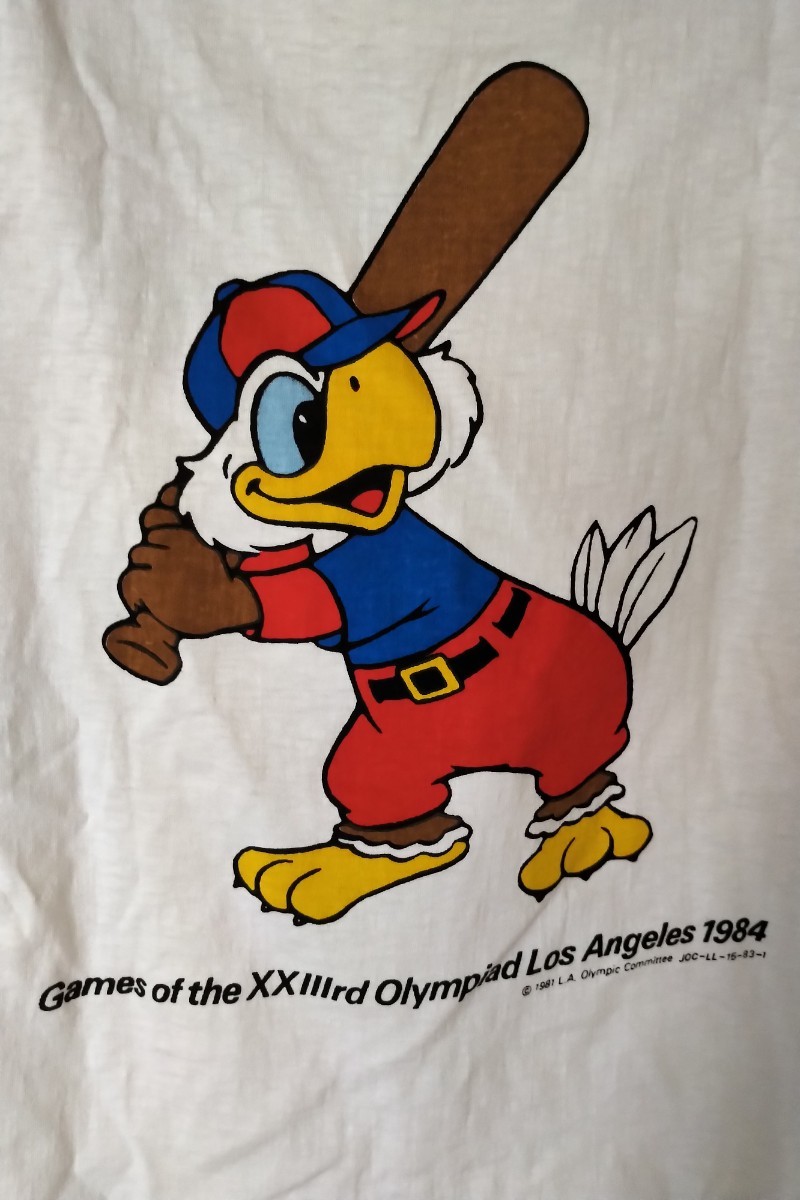 Games of the XXIIIrd Olympiad Los Angeles 1984
© 1981 L.A. Olympic Committee JOC-LL-15-83-1